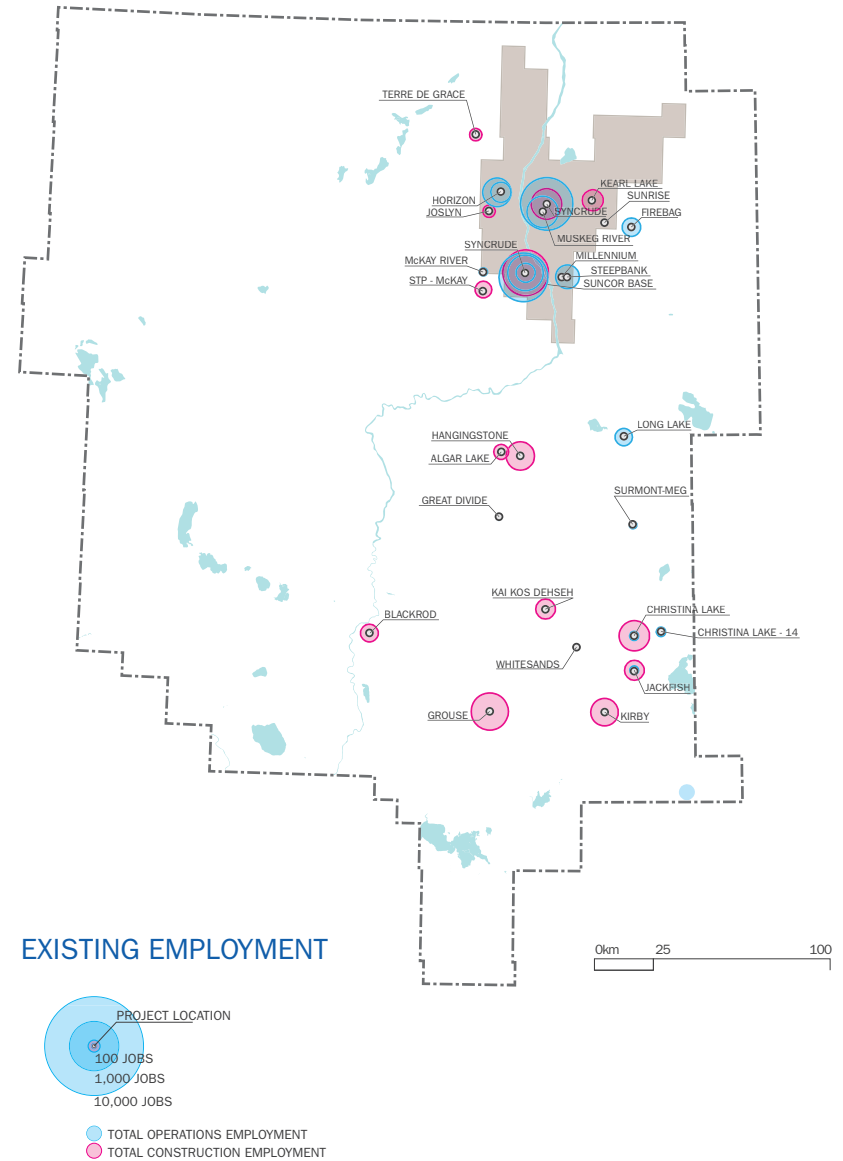 TERRE DE GRACE
KEARL LAKE
SUNRISE
HORIZON
JOSLYN
SYNCRUDE
FIREBAG
MUSKEG RIVER
SYNCRUDE
MILLENNIUM
McKAY RIVER
STEEPBANK
STP - McKAY
SUNCOR BASE
LONG LAKE
HANGINGSTONE
ALGAR LAKE
SURMONT-MEG
GREAT DIVIDE
KAI KOS DEHSEH
CHRISTINA LAKE
BLACKROD
CHRISTINA LAKE - 14
WHITESANDS
JACKFISH
GROUSE
KIRBY
EXISTING EMPLOYMENT
0km 25 100
PROJECT LOCATION
100 JOBS
1,000 JOBS
10,000 JOBS
TOTAL OPERATIONS EMPLOYMENT
TOTAL CONSTRUCTION EMPLOYMENT